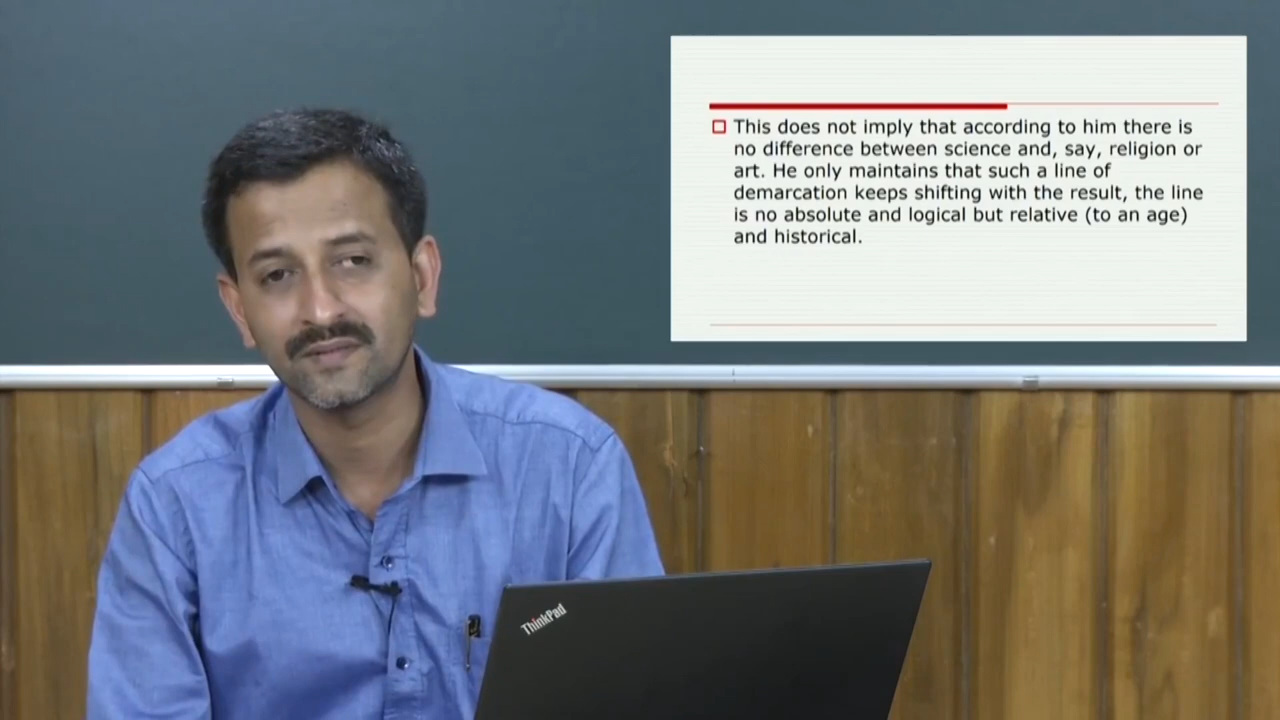 This does not imply that according to him there is
no difference between science and, say, religion or
art. He only maintains that such a line of
demarcation keeps shifting with the result, the line
is no absolute and logical but relative (to an age)
and historical.
ThinkPad